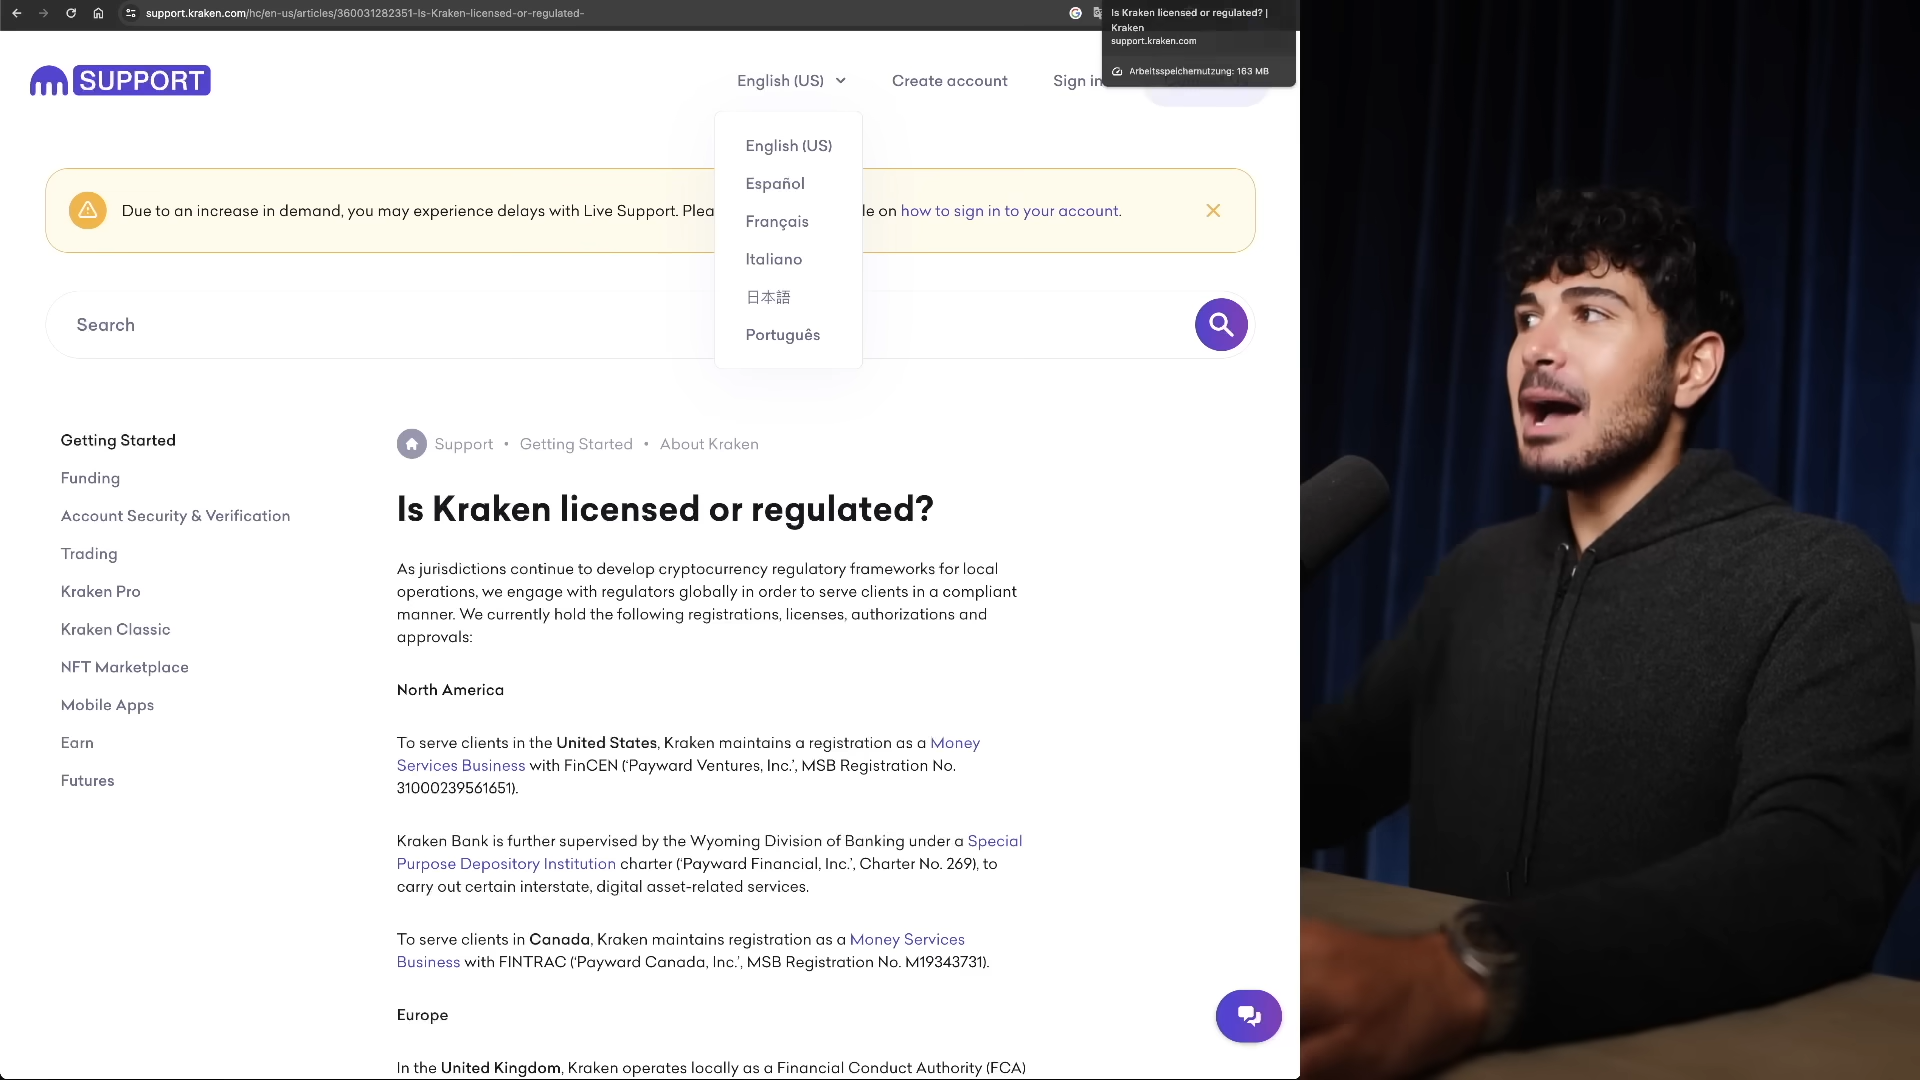 support.kraken.com/hc/en-us/articles/360031282351-Is-Kraken-licensed-or-regulated-
Is Kraken licensed or regulated? |
Kraken
support.kraken.com
Arbeitsspeichernutzung: 163 MB
SUPPORT
English (US)
Create account
Sign in
English (US)
Español
Français
Italiano
日本語
Português
Due to an increase in demand, you may experience delays with Live Support. Plea le on how to sign in to your account.
Search
Getting Started
Funding
Account Security & Verification
Trading
Kraken Pro
Kraken Classic
NFT Marketplace
Mobile Apps
Earn
Futures
Support • Getting Started • About Kraken
Is Kraken licensed or regulated?
As jurisdictions continue to develop cryptocurrency regulatory frameworks for local
operations, we engage with regulators globally in order to serve clients in a compliant
manner. We currently hold the following registrations, licenses, authorizations and
approvals:
North America
To serve clients in the United States, Kraken maintains a registration as a Money
Services Business with FinCEN (‘Payward Ventures, Inc.’, MSB Registration No.
31000239561651).
Kraken Bank is further supervised by the Wyoming Division of Banking under a Special
Purpose Depository Institution charter (‘Payward Financial, Inc.’, Charter No. 269), to
carry out certain interstate, digital asset-related services.
To serve clients in Canada, Kraken maintains registration as a Money Services
Business with FINTRAC (‘Payward Canada, Inc.’, MSB Registration No. M19343731).
Europe
In the United Kingdom, Kraken operates locally as a Financial Conduct Authority (FCA)